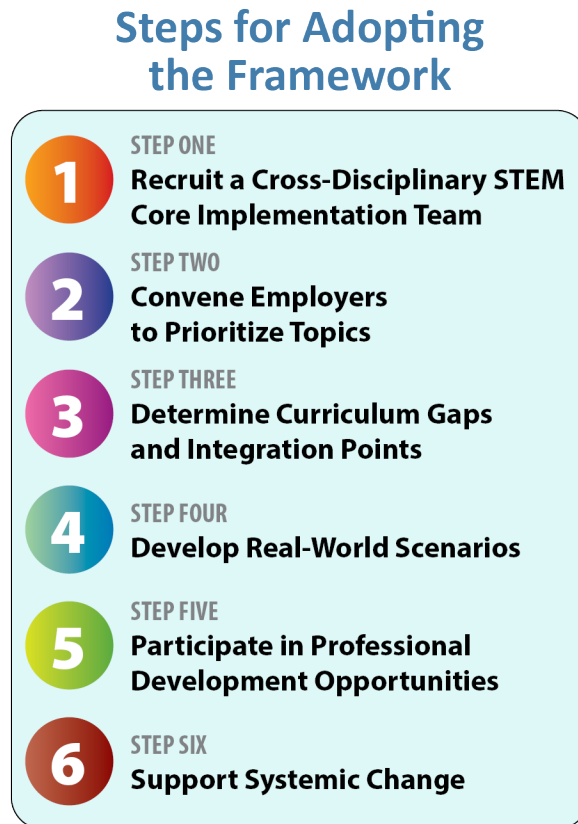 Steps for Adopting
the Framework
1
STEP ONE
Recruit a Cross-Disciplinary STEM
Core Implementation Team
2
STEP TWO
Convene Employers
to Prioritize Topics
3
STEP THREE
Determine Curriculum Gaps
and Integration Points
4
STEP FOUR
Develop Real-World Scenarios
5
STEP FIVE
Participate in Professional
Development Opportunities
6
STEP SIX
Support Systemic Change